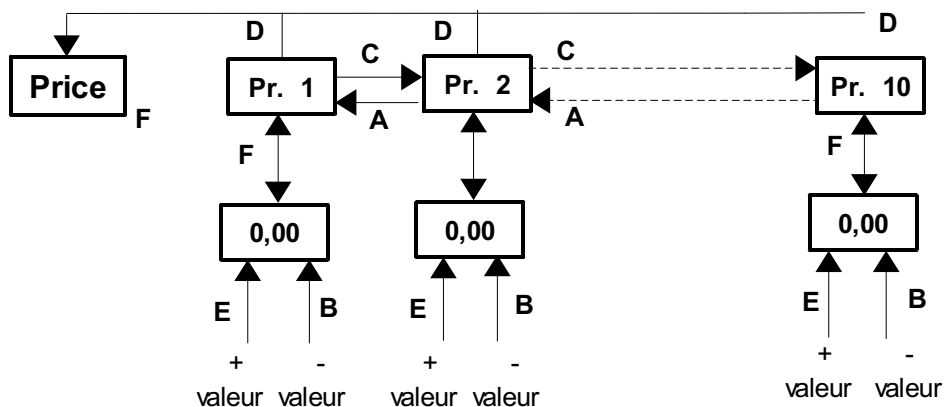 D D D
C C
Price Pr. 1 Pr. 2 Pr. 10
F A A
F F
0,00 0,00 0,00
E B E B E B
+ - + - + -
valeur valeur valeur valeur valeur valeur